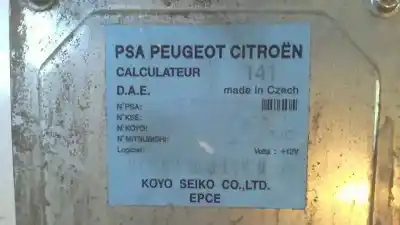 PSA PEUGEOT CITROËN
CALCULATEUR 141
D.A.E. made in Czech
N°PSA:
N°KSE:
N°KOYO:
N°MITSUBISHI:
Logiciel: Volts : +12V
KOYO SEIKO CO.,LTD.
EPCE